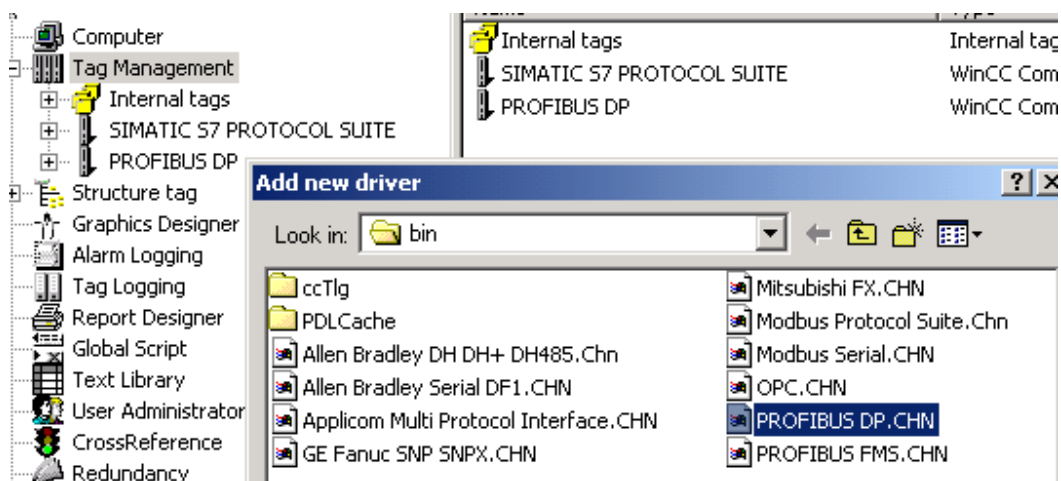 Computer
Tag Management
Internal tags
SIMATIC S7 PROTOCOL SUITE
PROFIBUS DP
Structure tag
Graphics Designer
Alarm Logging
Tag Logging
Report Designer
Global Script
Text Library
User Administrator
CrossReference
Redundancy
Name Type
Internal tags Internal tag
SIMATIC S7 PROTOCOL SUITE WinCC Com
PROFIBUS DP WinCC Com
Add new driver
Look in: bin
ccTlg
PDLCache
Allen Bradley DH DH+ DH485.Chn
Allen Bradley Serial DF1.CHN
Applicom Multi Protocol Interface.CHN
GE Fanuc SNP SNPX.CHN
Mitsubishi FX.CHN
Modbus Protocol Suite.Chn
Modbus Serial.CHN
OPC.CHN
PROFIBUS DP.CHN
PROFIBUS FMS.CHN